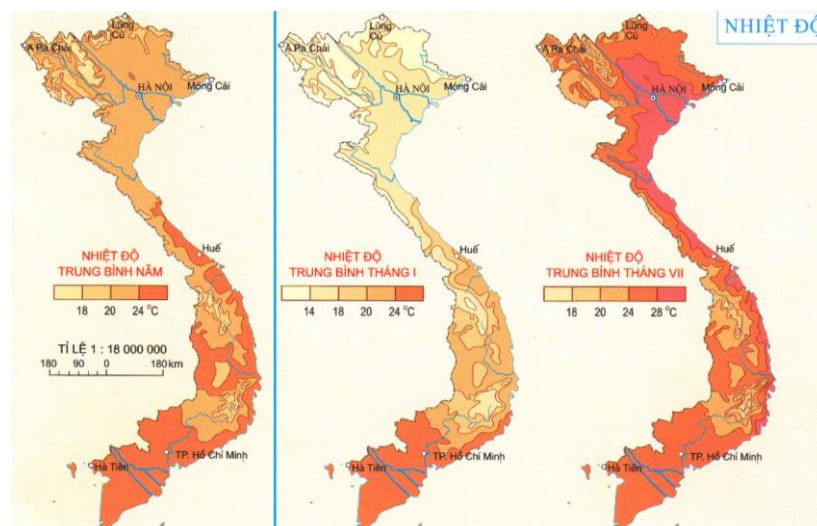 NHIỆT ĐỘ
Lũng
Cú
A Pa Chải
Móng Cái
HÀ NỘI
Huế
NHIỆT ĐỘ
TRUNG BÌNH NĂM
18 20 24 °C
TỈ LỆ 1 : 18 000 000
180 90 0 180 km
TP. Hồ Chí Minh
Hà Tiên
Lũng
Cú
A Pa Chải
Móng Cái
HÀ NỘI
Huế
NHIỆT ĐỘ
TRUNG BÌNH THÁNG I
14 18 20 24 °C
TP. Hồ Chí Minh
Hà Tiên
Lũng
Cú
A Pa Chải
Móng Cái
HÀ NỘI
Huế
NHIỆT ĐỘ
TRUNG BÌNH THÁNG VII
18 20 24 28 °C
TP. Hồ Chí Minh
Hà Tiên